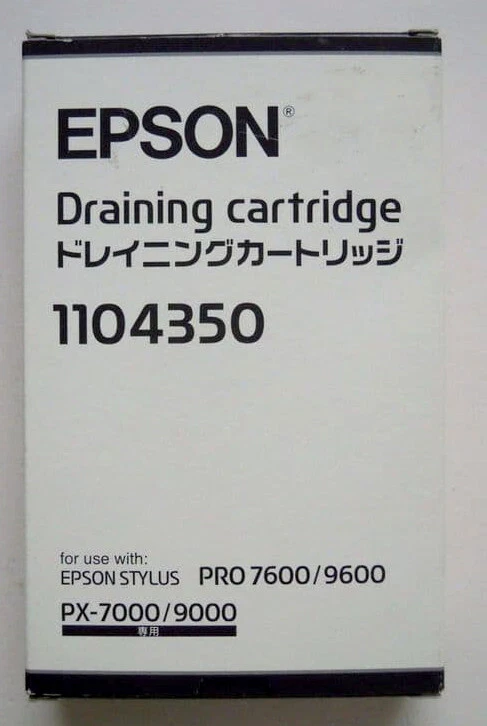 EPSON®
Draining cartridge
ドレイニングカートリッジ
1104350
for use with:
EPSON STYLUS PRO 7600/9600
PX-7000/9000
専用